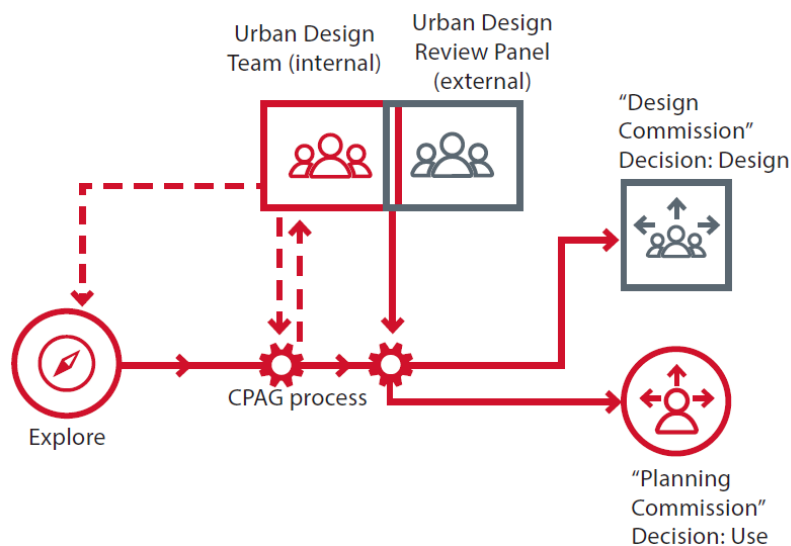 Urban Design
Team (internal)
Urban Design
Review Panel
(external)
“Design
Commission”
Decision: Design
CPAG process
Explore
“Planning
Commission”
Decision: Use